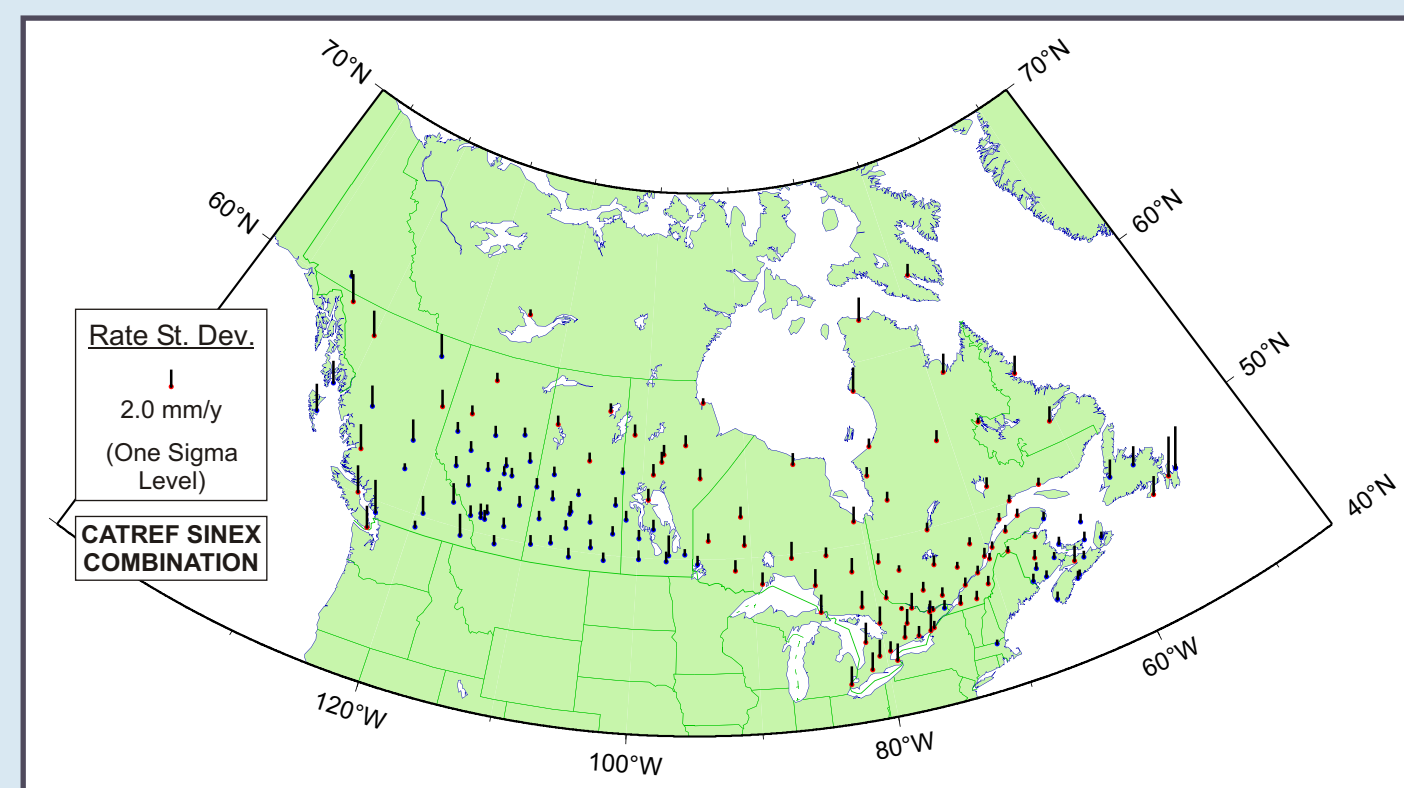 70°N
70°N
60°N
60°N
50°N
40°N
Rate St. Dev.
2.0 mm/y
(One Sigma
Level)
CATREF SINEX
COMBINATION
120°W
100°W
80°W
60°W